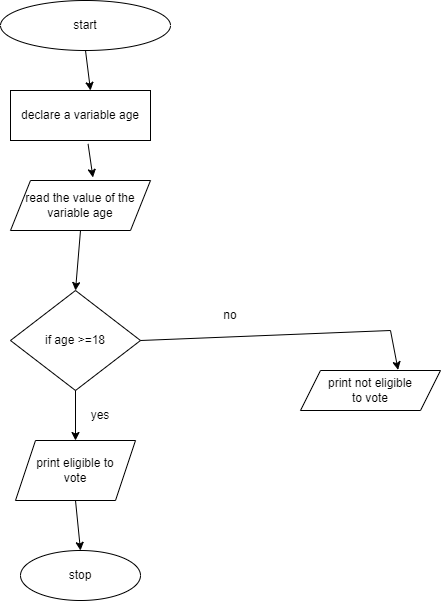 start
declare a variable age
read the value of the
variable age
if age >=18
no
yes
print not eligible
to vote
print eligible to
vote
stop